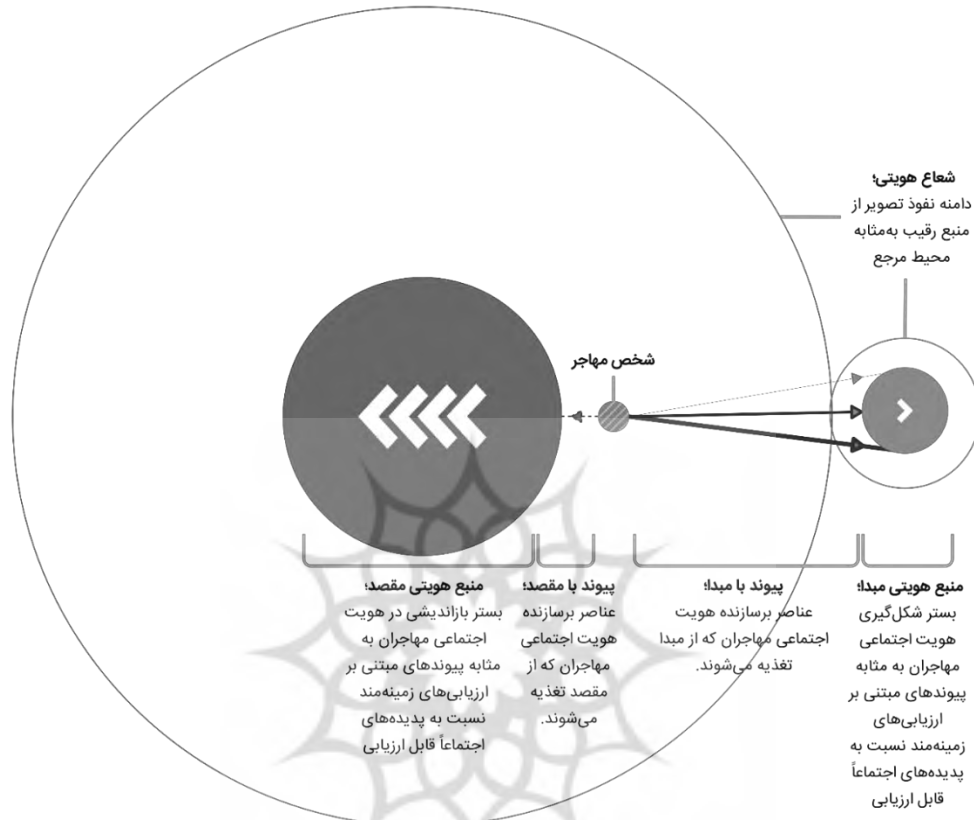 شعاع هویتی؛
دامنه نفوذ تصویر از
منبع رقیب به‌مثابه
محیط مرجع
شخص مهاجر
منبع هویتی مبدا؛
بستر شکل‌گیری
هویت اجتماعی
مهاجران به مثابه
پیوندهای مبتنی بر
ارزیابی‌های
زمینه‌مند نسبت به
پدیده‌های اجتماعاً
قابل ارزیابی
پیوند با مبدا؛
عناصر برسازنده هویت
اجتماعی مهاجران که از مبدا
تغذیه می‌شوند.
پیوند با مقصد؛
عناصر برسازنده
هویت اجتماعی
مهاجران که از
مقصد تغذیه
می‌شوند.
منبع هویتی مقصد؛
بستر بازاندیشی در هویت
اجتماعی مهاجران به
مثابه پیوندهای مبتنی بر
ارزیابی‌های زمینه‌مند
نسبت به پدیده‌های
اجتماعاً قابل ارزیابی